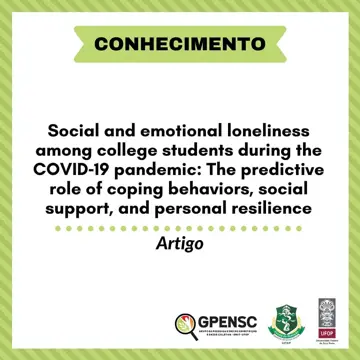 CONHECIMENTO
Social and emotional loneliness
among college students during the
COVID-19 pandemic: The predictive
role of coping behaviors, social
support, and personal resilience
Artigo
GPENSC
UFOP